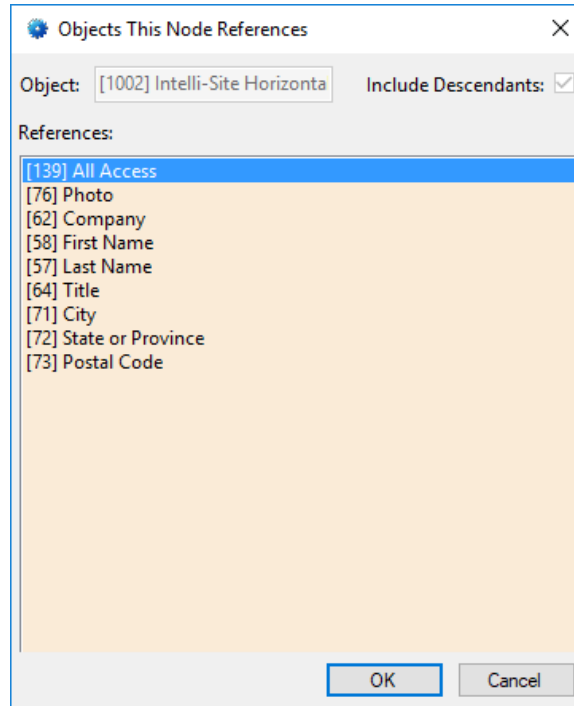 Objects This Node References
Object: [1002] Intelli-Site Horizonta Include Descendants:
References:
[139] All Access
[76] Photo
[62] Company
[58] First Name
[57] Last Name
[64] Title
[71] City
[72] State or Province
[73] Postal Code
OK Cancel